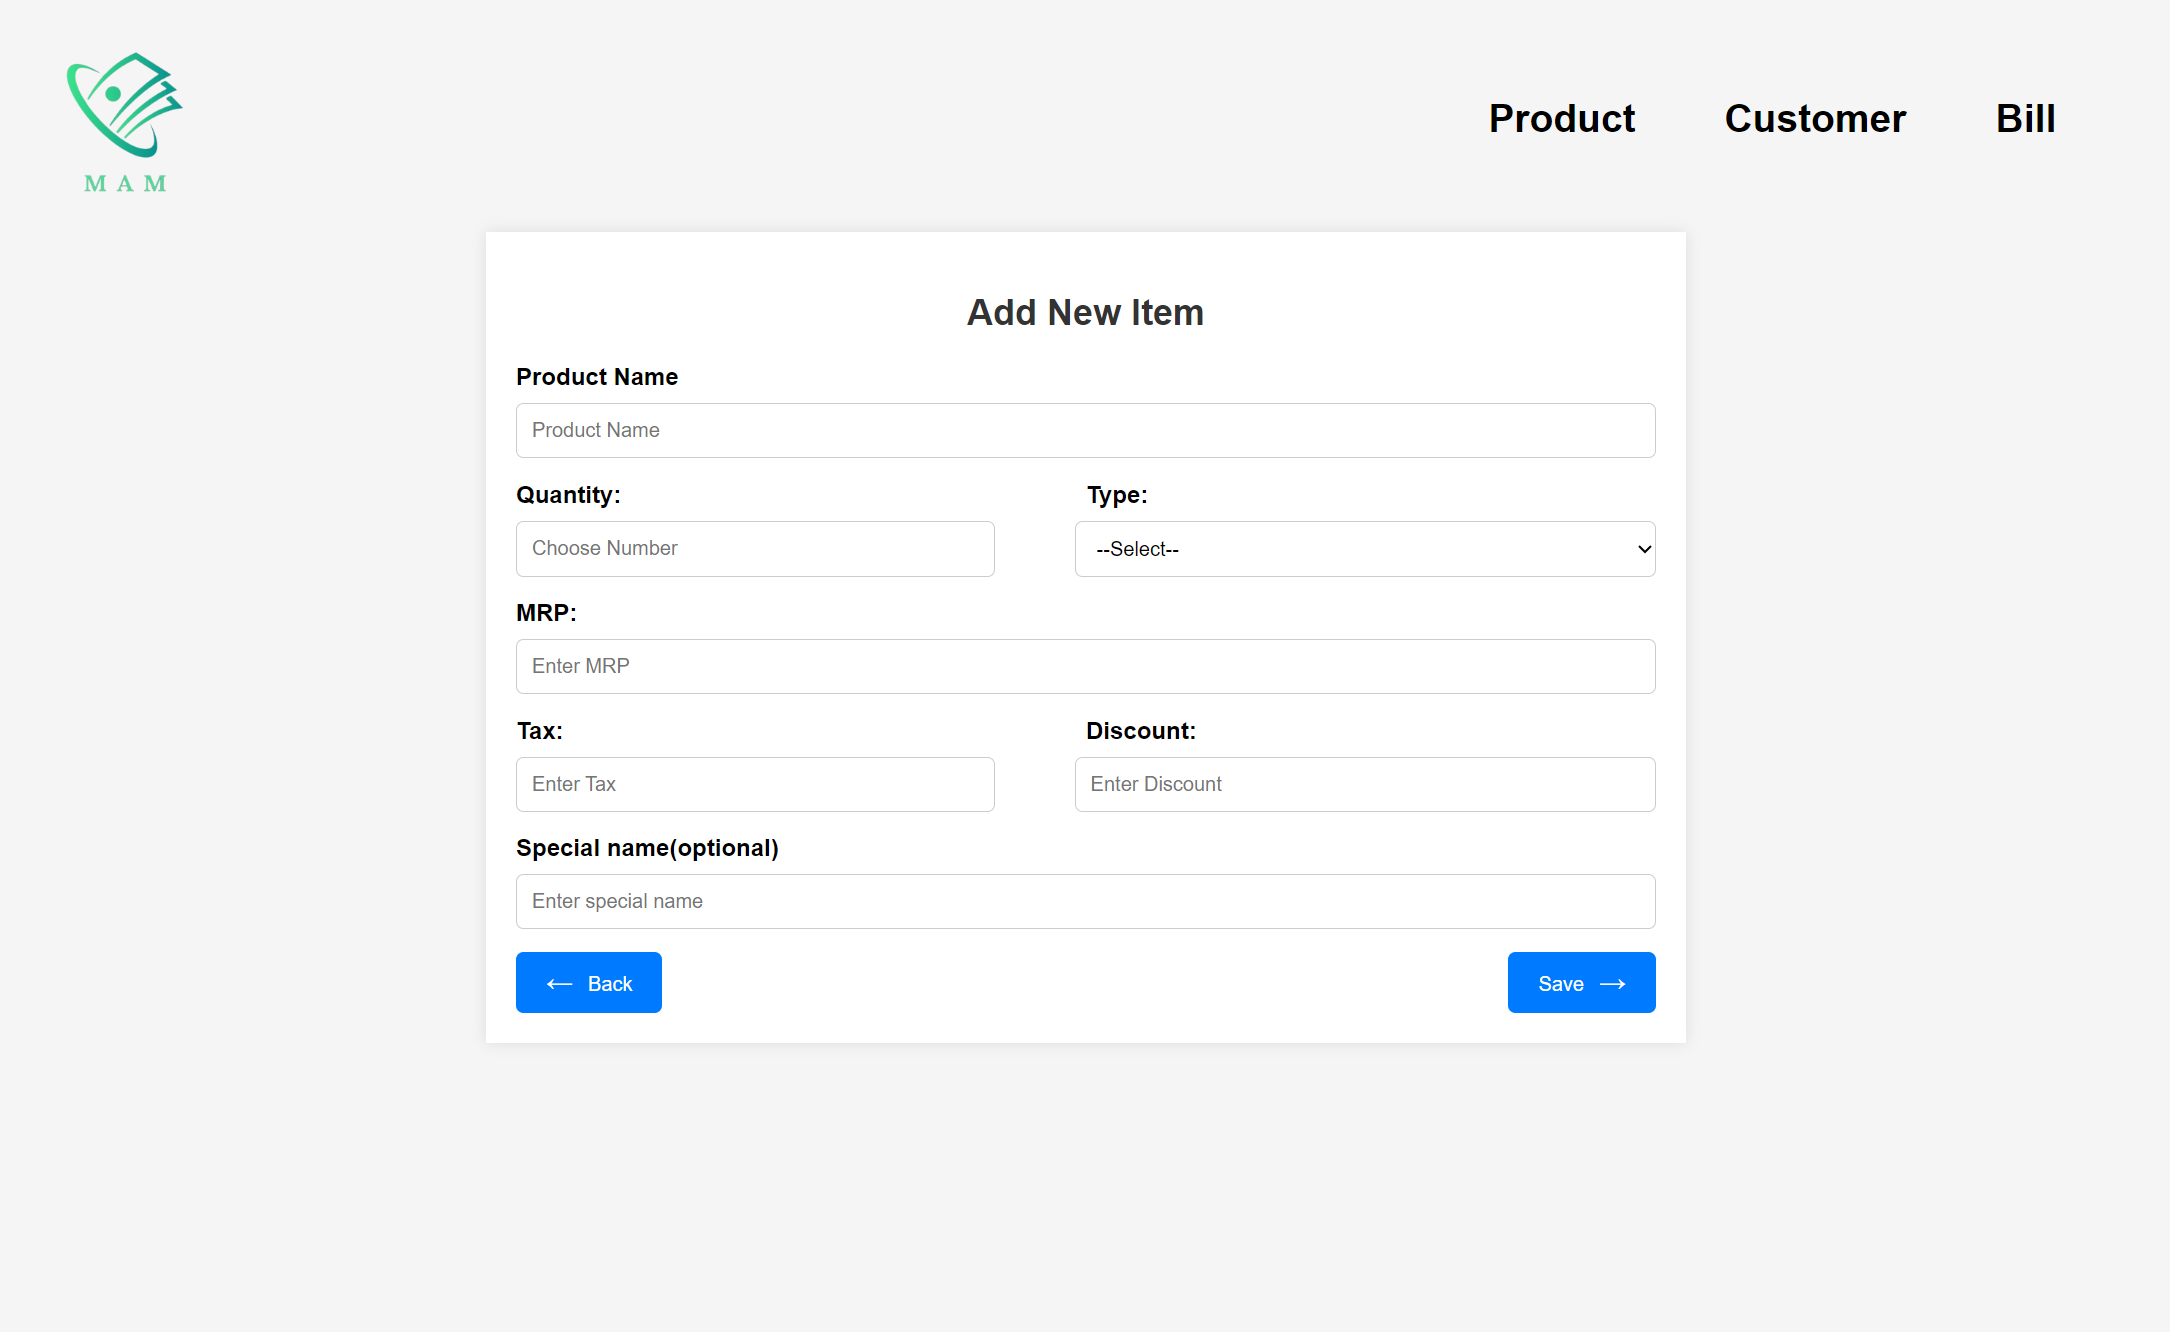 MAM
Product Customer Bill
Add New Item
Product Name
Product Name
Quantity: Type:
Choose Number --Select--
MRP:
Enter MRP
Tax: Discount:
Enter Tax Enter Discount
Special name(optional)
Enter special name
← Back Save →